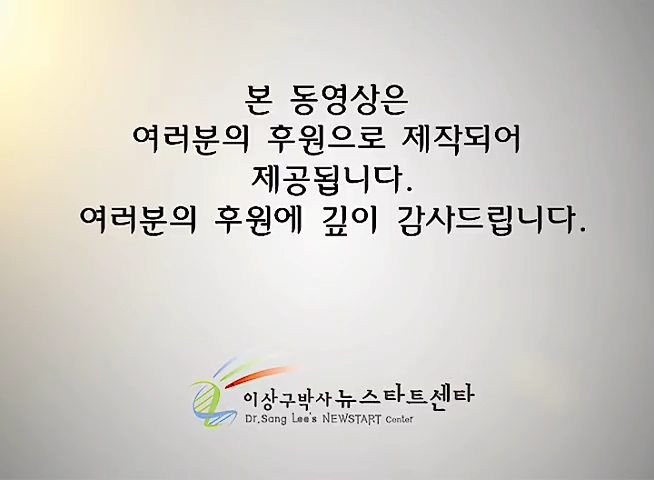 본 동영상은
여러분의 후원으로 제작되어
제공됩니다.
여러분의 후원에 깊이 감사드립니다.
이상구박사 뉴스타트센타
Dr.Sang Lee's NEWSTART Center